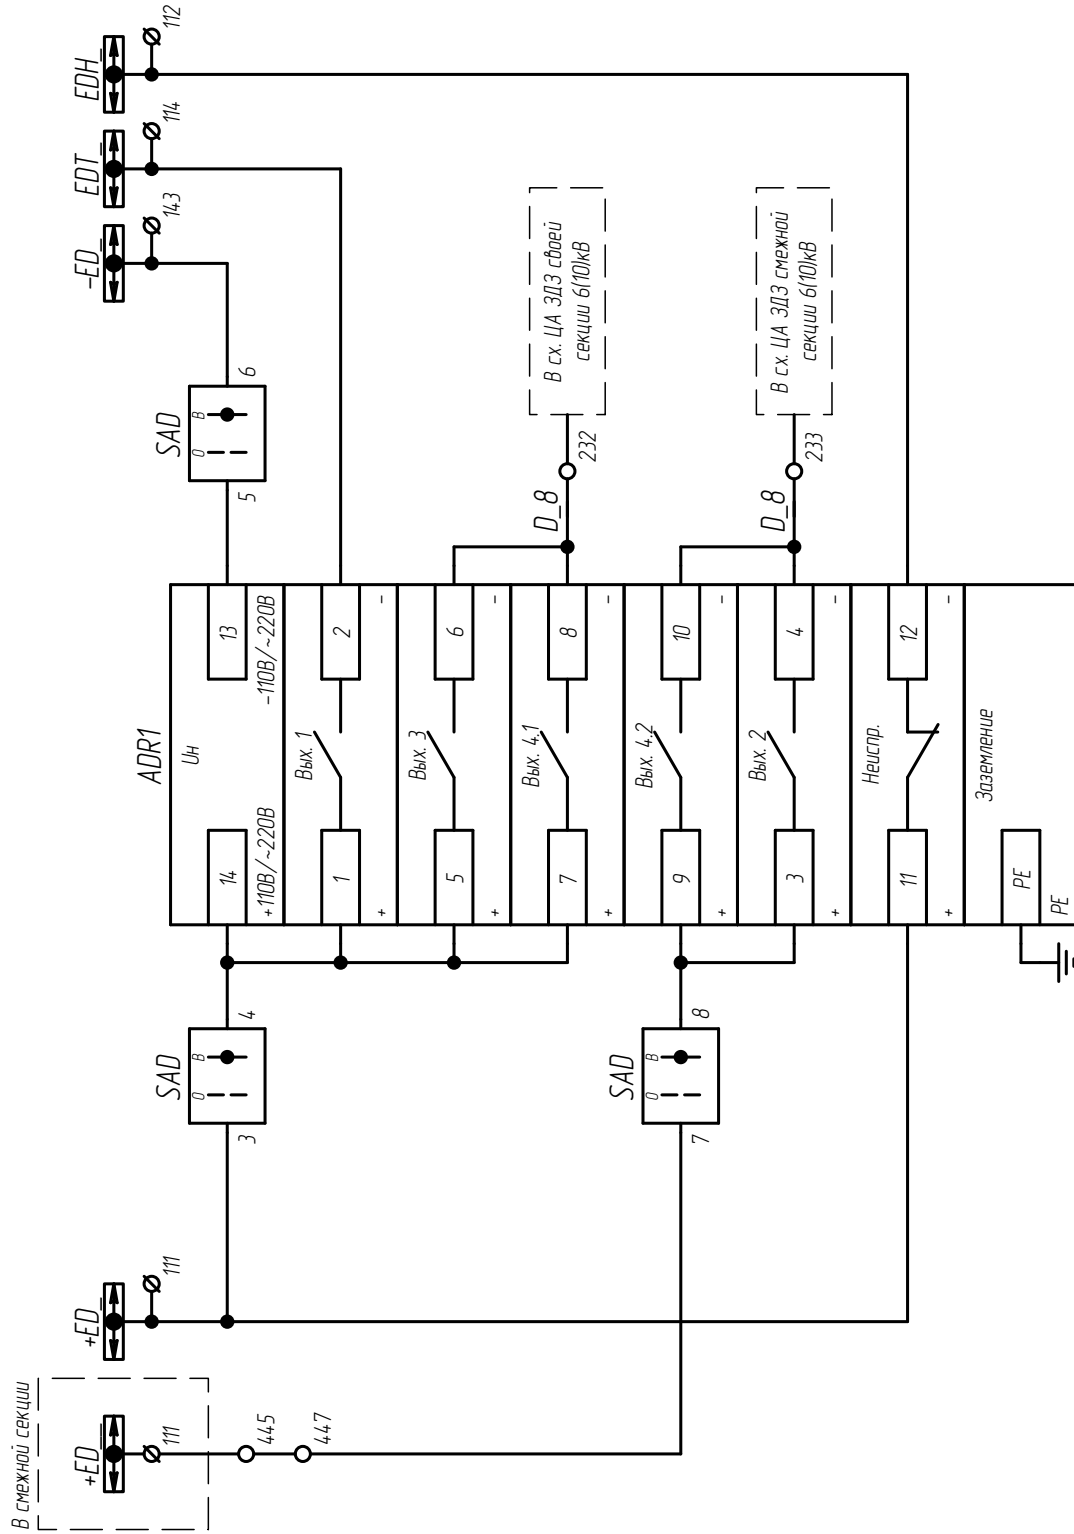 В смежной секции
+ED_
+ED_
-ED_
EDT_
EDH_
111
111
143
114
112
SAD
ADR1
SAD
О В
Uн
О В
3
4
14
13
5
6
+110В/~220В
-110В/~220В
445
447
Вых. 1
1
2
+
-
Вых. 3
5
6
+
-
D_8
232
В сх. ЦА ЗДЗ своей
секции 6(10)кВ
Вых. 4.1
7
8
+
-
SAD
О В
7
8
Вых. 4.2
9
10
+
-
D_8
233
В сх. ЦА ЗДЗ смежной
секции 6(10)кВ
Вых. 2
3
4
+
-
Неиспр.
11
12
+
-
Заземление
PE
PE